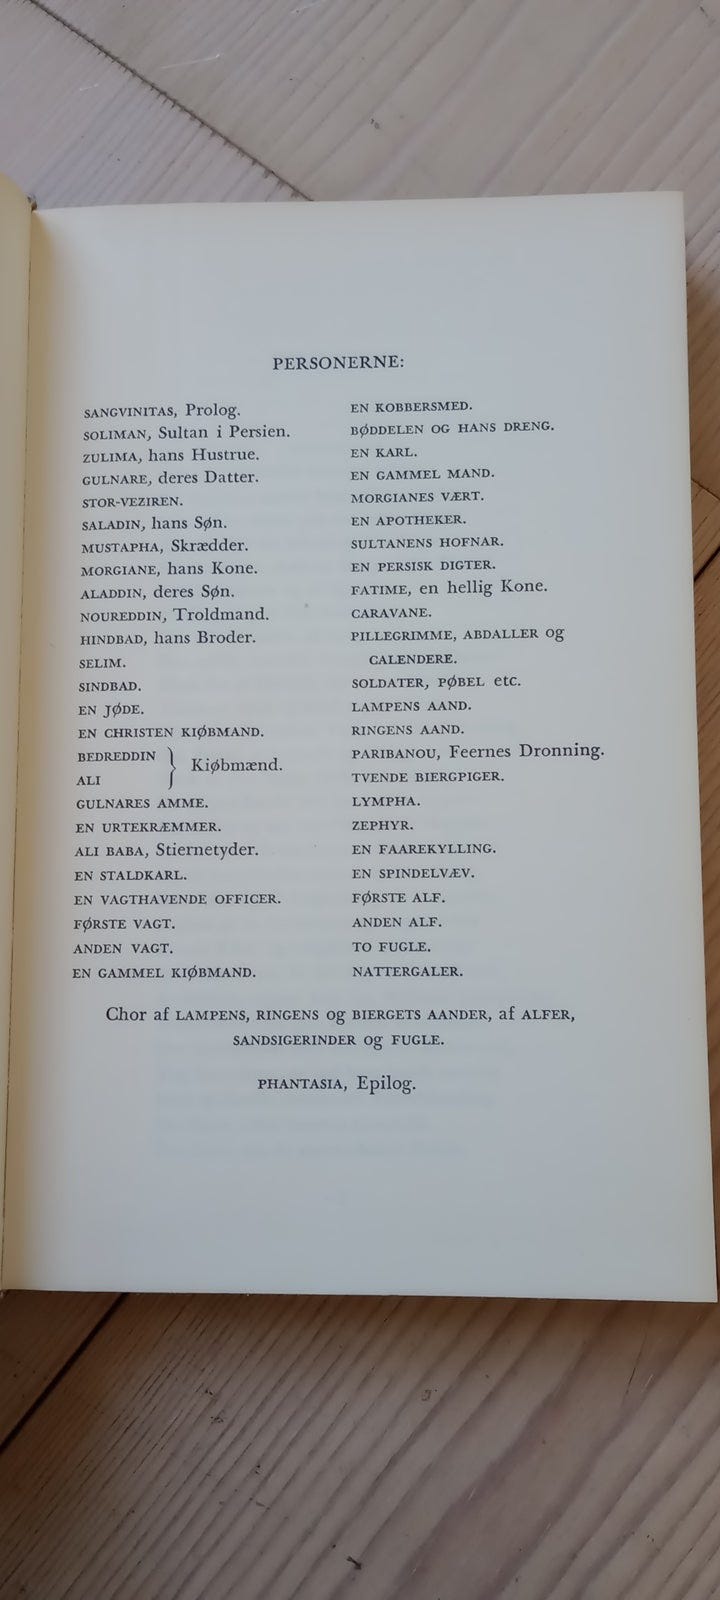 PERSONERNE:
SANGVINITAS, Prolog.
SOLIMAN, Sultan i Persien.
ZULIMA, hans Hustrue.
GULNARE, deres Datter.
STOR-VEZIREN.
SALADIN, hans Søn.
MUSTAPHA, Skrædder.
MORGIANE, hans Kone.
ALADDIN, deres Søn.
NOUREDDIN, Troldmand.
HINDBAD, hans Broder.
SELIM.
SINDBAD.
EN JØDE.
EN CHRISTEN KIØBMAND.
BEDREDDIN
ALI
} Kiøbmænd.
GULNARES AMME.
EN URTEKRÆMMER.
ALI BABA, Stiernetyder.
EN STALDKARL.
EN VAGTHAVENDE OFFICER.
FØRSTE VAGT.
ANDEN VAGT.
EN GAMMEL KIØBMAND.
EN KOBBERSMED.
BØDDELEN OG HANS DRENG.
EN KARL.
EN GAMMEL MAND.
MORGIANES VÆRT.
EN APOTHEKER.
SULTANENS HOFNAR.
EN PERSISK DIGTER.
FATIME, en hellig Kone.
CARAVANE.
PILLEGRIMME, ABDALLER og
CALENDERE.
SOLDATER, PØBEL etc.
LAMPENS AAND.
RINGENS AAND.
PARIBANOU, Feernes Dronning.
TVENDE BIERGPIGER.
LYMPHA.
ZEPHYR.
EN FAAREKYLLING.
EN SPINDELVÆV.
FØRSTE ALF.
ANDEN ALF.
TO FUGLE.
NATTERGALER.
Chor af LAMPENS, RINGENS og BIERGETS AANDER, af ALFER,
SANDSIGERINDER og FUGLE.
PHANTASIA, Epilog.